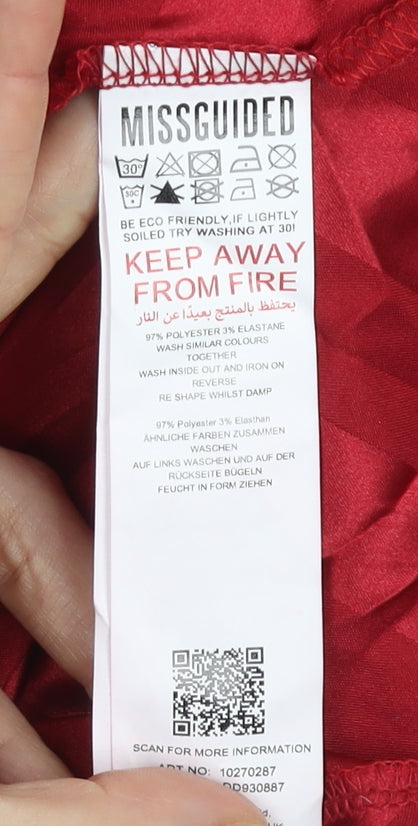 MISSGUIDED
30°
30C
BE ECO FRIENDLY,IF LIGHTLY
SOILED TRY WASHING AT 30!
KEEP AWAY
FROM FIRE
يحتفظ بالمنتج بعيدًا عن النار
97% POLYESTER 3% ELASTANE
WASH SIMILAR COLOURS
TOGETHER
WASH INSIDE OUT AND IRON ON
REVERSE
RE SHAPE WHILST DAMP
97% Polyester 3% Elasthan
ÄHNLICHE FARBEN ZUSAMMEN
WASCHEN
AUF LINKS WASCHEN UND AUF DER
RÜCKSEITE BÜGELN
FEUCHT IN FORM ZIEHEN
SCAN FOR MORE INFORMATION
ART NO: 10270287
DD930887